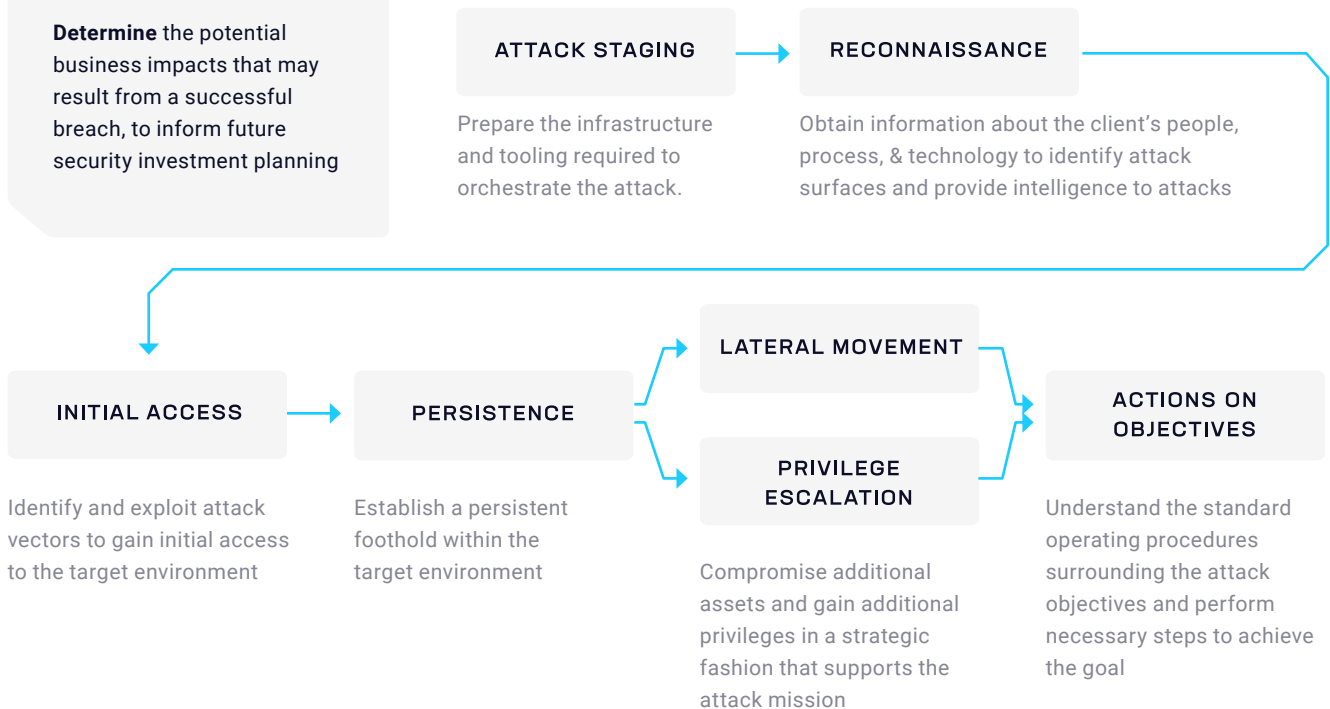 Determine the potential
business impacts that may
result from a successful
breach, to inform future
security investment planning
ATTACK STAGING
Prepare the infrastructure
and tooling required to
orchestrate the attack.
RECONNAISSANCE
Obtain information about the client’s people,
process, & technology to identify attack
surfaces and provide intelligence to attacks
INITIAL ACCESS
Identify and exploit attack
vectors to gain initial access
to the target environment
PERSISTENCE
Establish a persistent
foothold within the
target environment
LATERAL MOVEMENT
PRIVILEGE
ESCALATION
Compromise additional
assets and gain additional
privileges in a strategic
fashion that supports the
attack mission
ACTIONS ON
OBJECTIVES
Understand the standard
operating procedures
surrounding the attack
objectives and perform
necessary steps to achieve
the goal